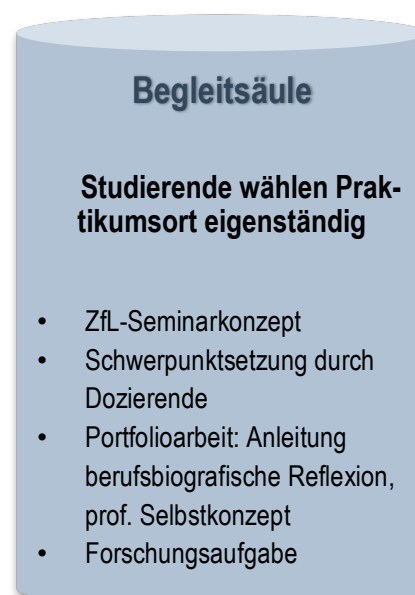 Begleitsäule
Studierende wählen Prak-
tikumsort eigenständig
• ZfL-Seminarkonzept
• Schwerpunktsetzung durch
Dozierende
• Portfolioarbeit: Anleitung
berufsbiografische Reflexion,
prof. Selbstkonzept
• Forschungsaufgabe